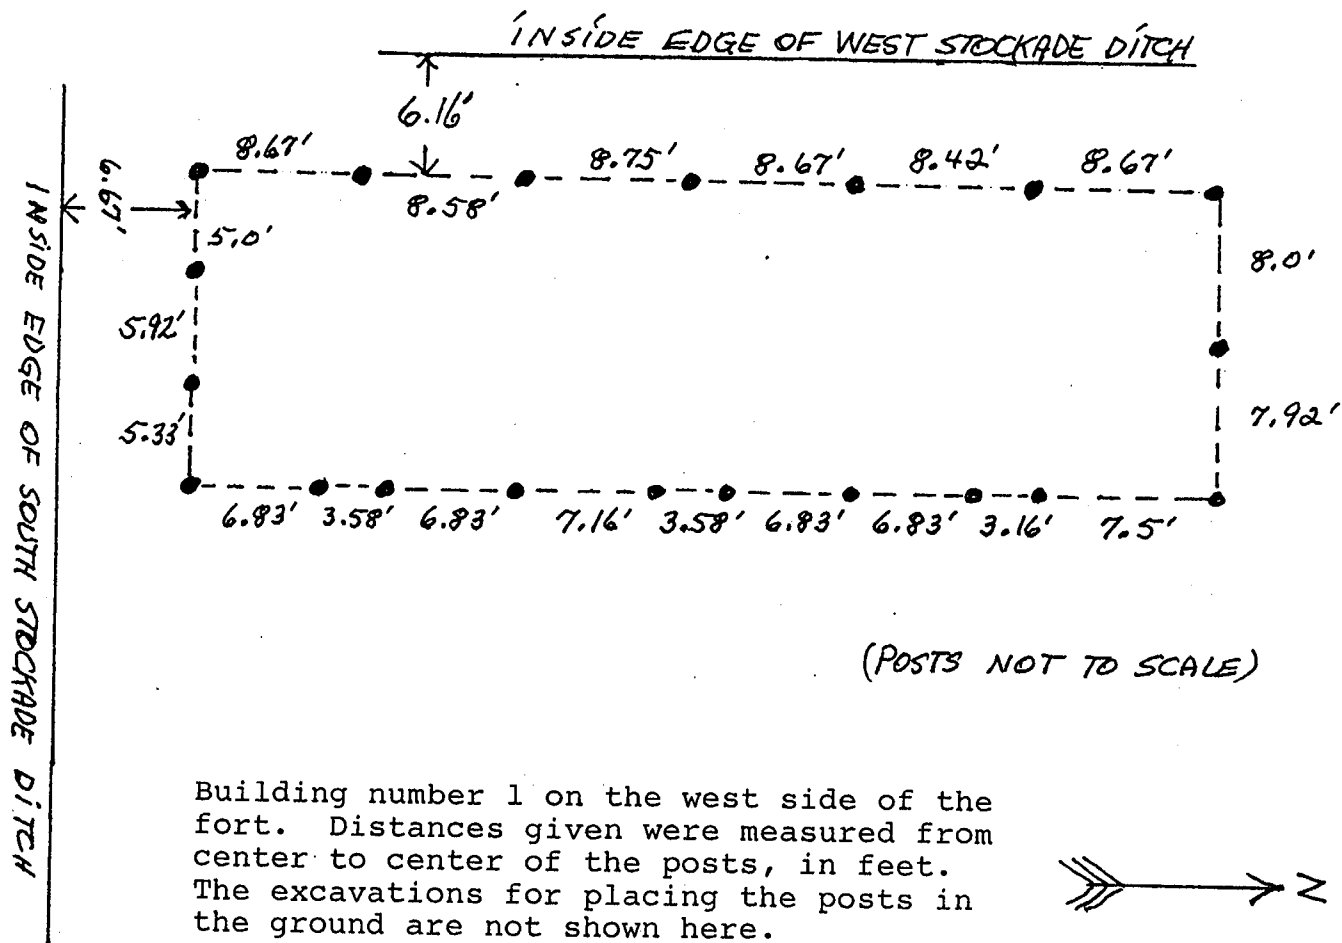 INSIDE EDGE OF WEST STOCKADE DITCH
6.16'
8.67'
8.58'
8.75'
8.67'
8.42'
8.67'
6.67'
INSIDE EDGE OF SOUTH STOCKADE DITCH
5.0'
5.92'
5.33'
8.0'
7.92'
6.83' 3.58' 6.83' 7.16' 3.58' 6.83' 6.83' 3.16' 7.5'
(POSTS NOT TO SCALE)
Building number 1 on the west side of the
fort. Distances given were measured from
center to center of the posts, in feet.
The excavations for placing the posts in
the ground are not shown here.
N